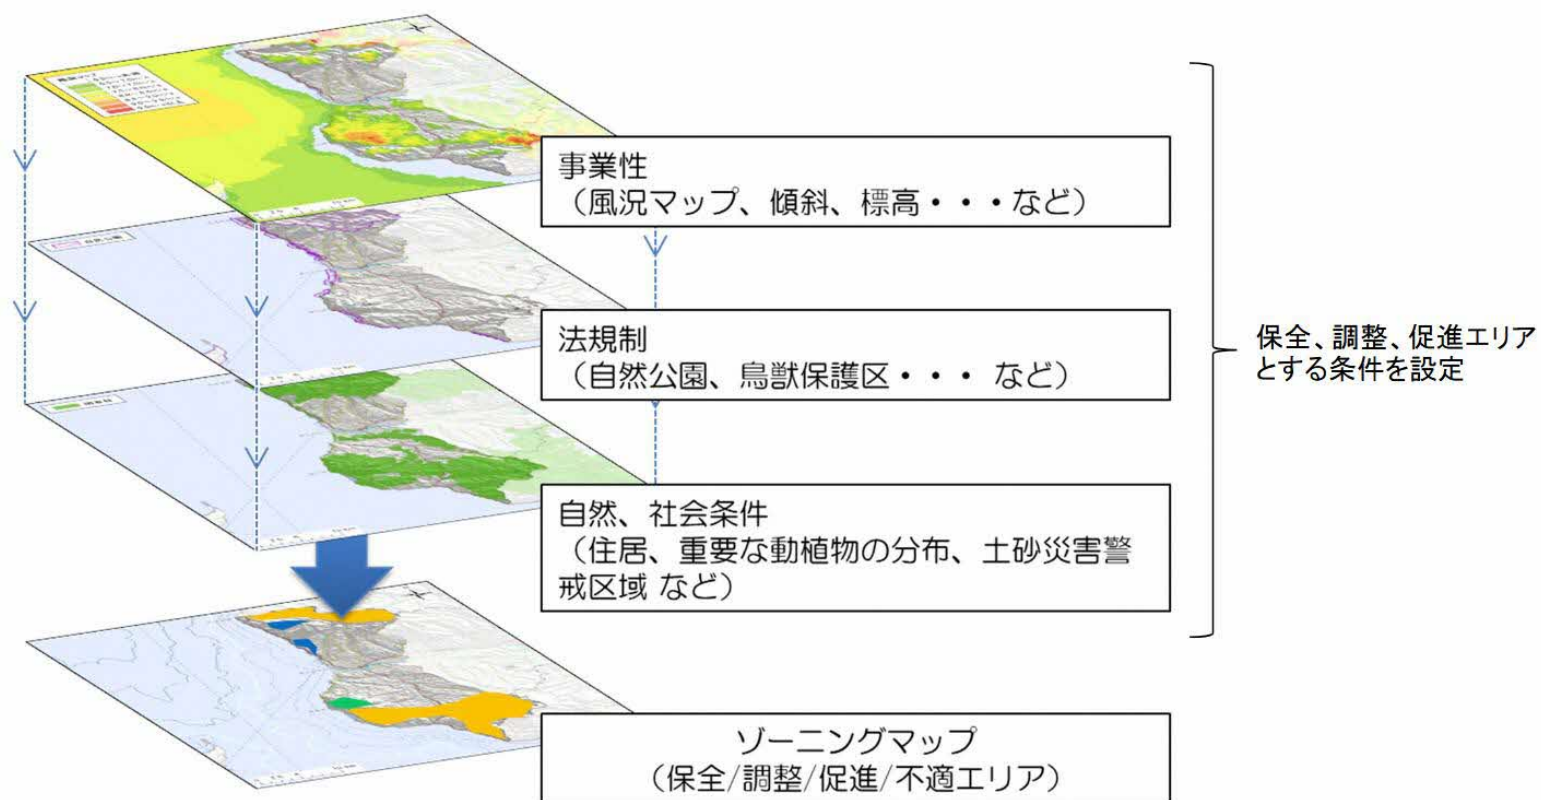 事業性
（風況マップ、傾斜、標高・・・など）
法規制
（自然公園、鳥獣保護区・・・ など）
保全、調整、促進エリア
とする条件を設定
自然、社会条件
（住居、重要な動植物の分布、土砂災害警
戒区域 など）
ゾーニングマップ
（保全/調整/促進/不適エリア）